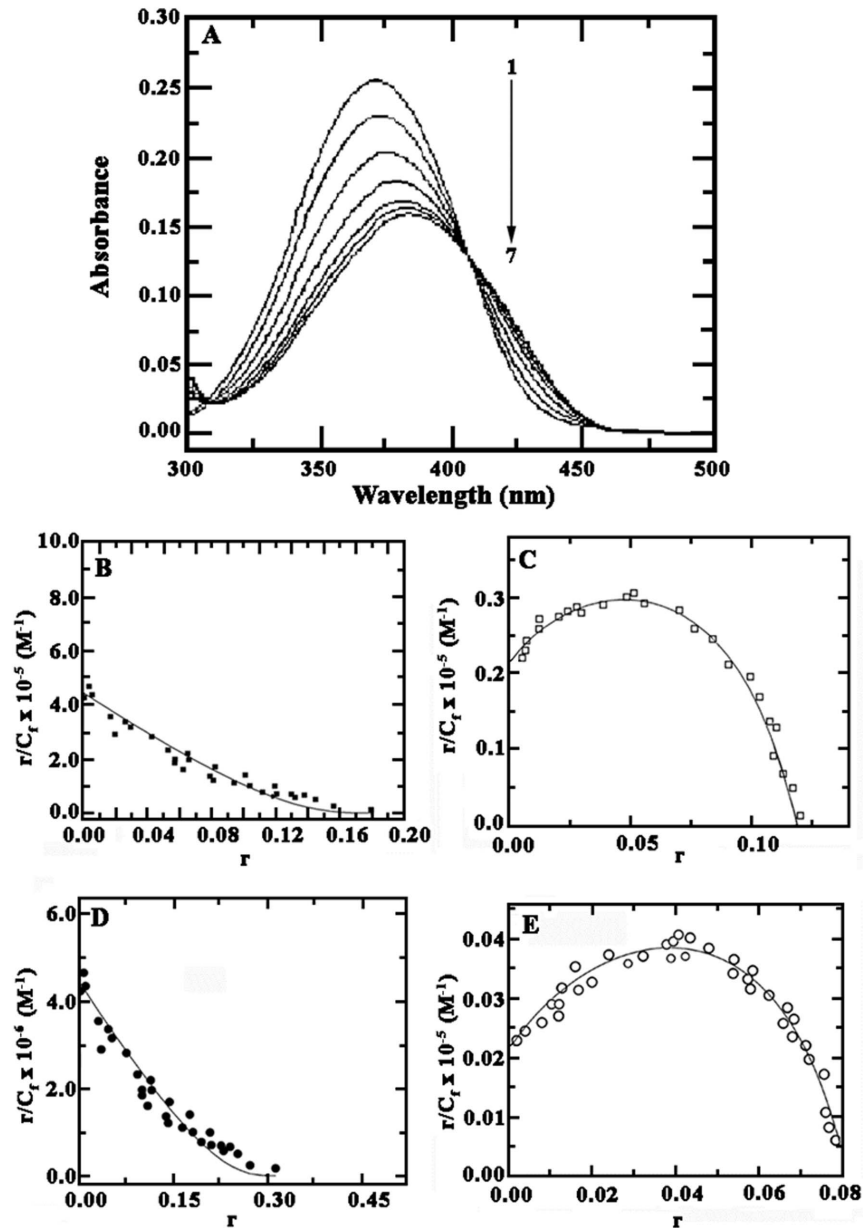 0.30
A
1
0.25
0.20
0.15
7
0.10
0.05
0.00
Absorbance
300 350 400 450 500
Wavelength (nm)
10.0
B
8.0
6.0
4.0
2.0
0.0
r/Cf x 10-5 (M-1)
0.00 0.04 0.08 0.12 0.16 0.20
r
C
0.3
0.2
0.1
0.0
r/Cf x 10-5 (M-1)
0.00 0.05 0.10
r
6.0
D
4.0
2.0
0.0
r/Cf x 10-6 (M-1)
0.00 0.15 0.30 0.45
r
E
0.04
0.03
0.02
0.01
0.00
r/Cf x 10-5 (M-1)
0.00 0.02 0.04 0.06 0.08
r